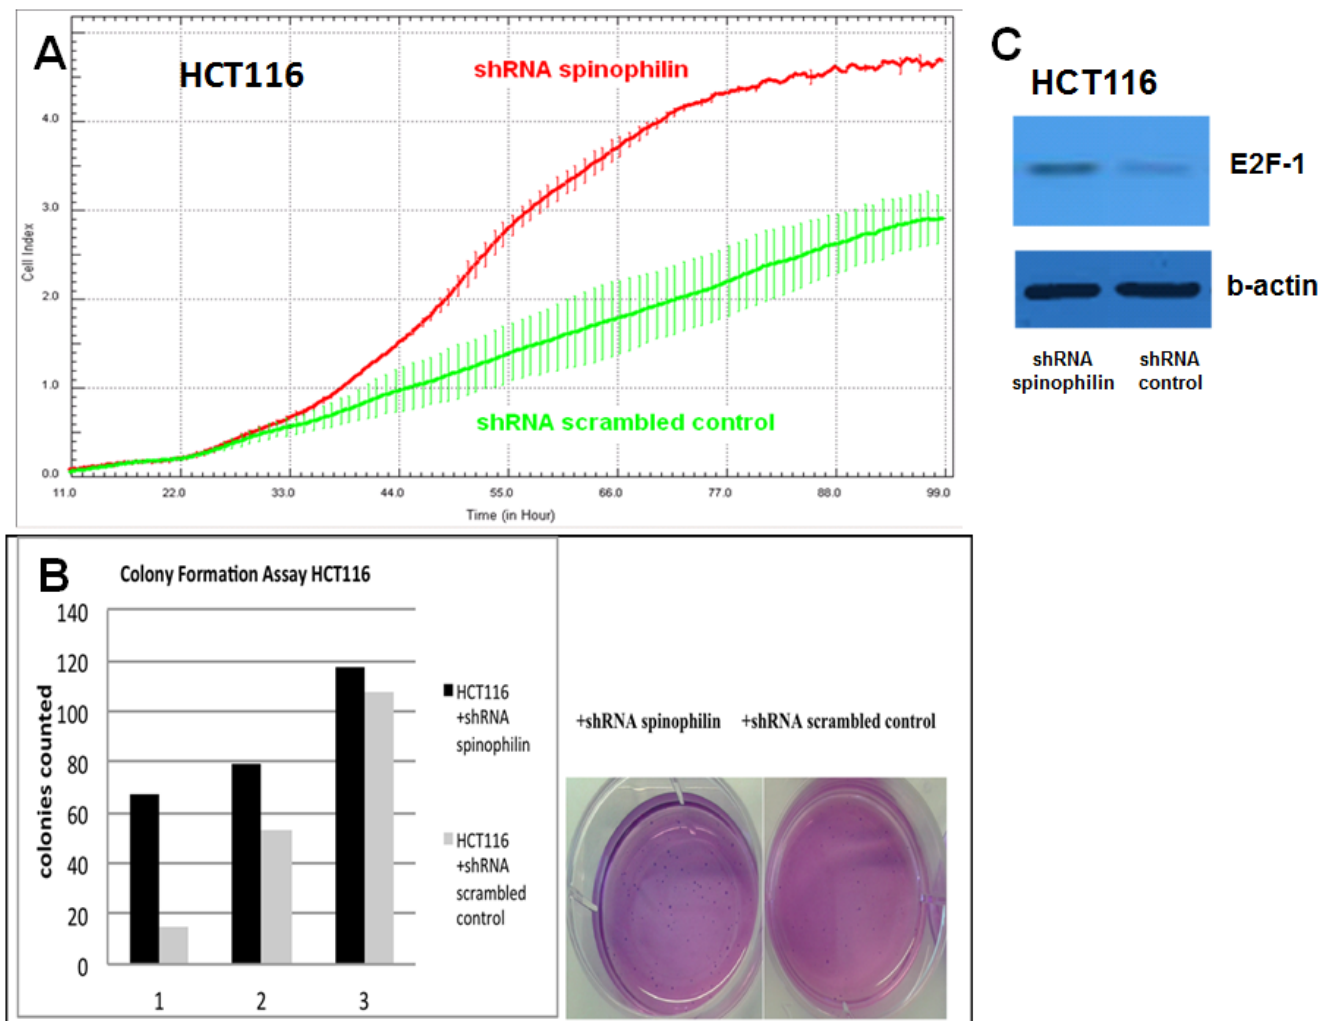 A
HCT116
shRNA spinophilin
4.0
3.0
2.0
1.0
0.0
Cell Index
shRNA scrambled control
11.0 22.0 33.0 44.0 55.0 66.0 77.0 88.0 99.0
Time (in Hour)
B
Colony Formation Assay HCT116
140
120
100
80
60
40
20
0
colonies counted
1 2 3
HCT116
+shRNA
spinophilin
HCT116
+shRNA
scrambled
control
+shRNA spinophilin +shRNA scrambled control
C
HCT116
E2F-1
b-actin
shRNA
spinophilin
shRNA
control